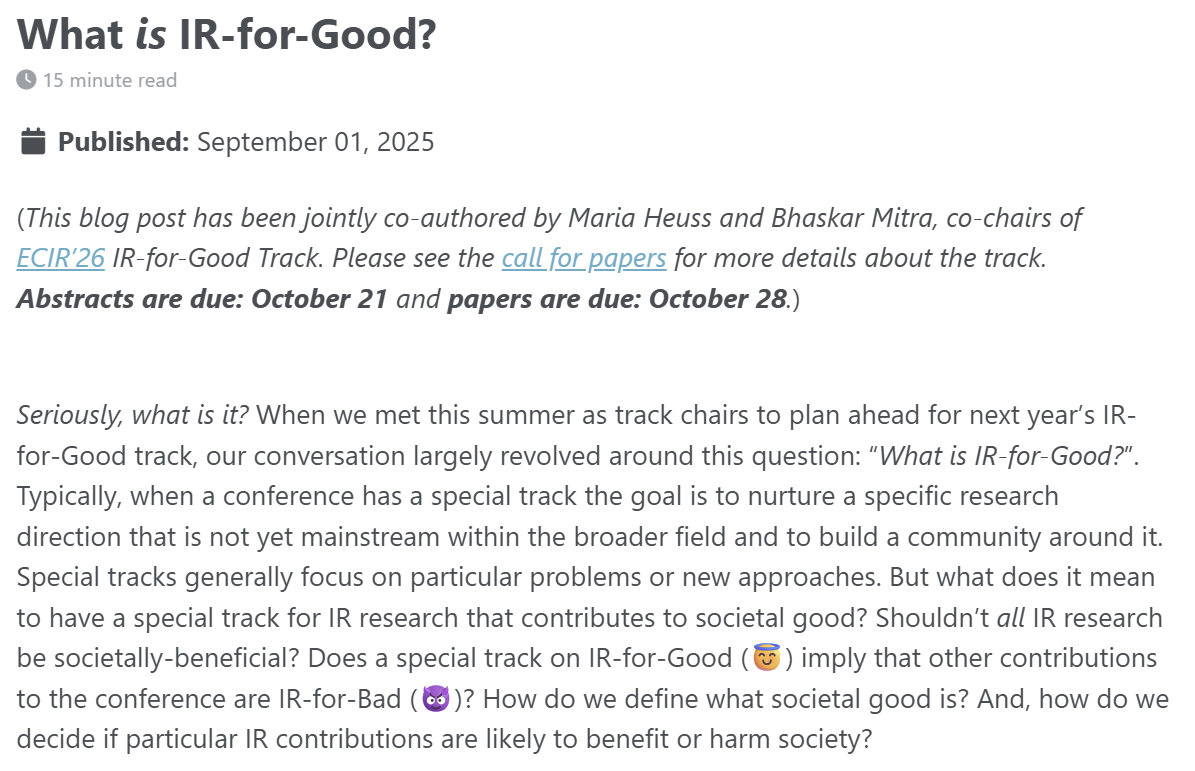 What is IR-for-Good?
15 minute read
Published: September 01, 2025
(This blog post has been jointly co-authored by Maria Heuss and Bhaskar Mitra, co-chairs of
ECIR’26 IR-for-Good Track. Please see the call for papers for more details about the track.
Abstracts are due: October 21 and papers are due: October 28.)
Seriously, what is it? When we met this summer as track chairs to plan ahead for next year’s IR-
for-Good track, our conversation largely revolved around this question: “What is IR-for-Good?”.
Typically, when a conference has a special track the goal is to nurture a specific research
direction that is not yet mainstream within the broader field and to build a community around it.
Special tracks generally focus on particular problems or new approaches. But what does it mean
to have a special track for IR research that contributes to societal good? Shouldn’t all IR research
be societally-beneficial? Does a special track on IR-for-Good (😇) imply that other contributions
to the conference are IR-for-Bad (😈)? How do we define what societal good is? And, how do we
decide if particular IR contributions are likely to benefit or harm society?